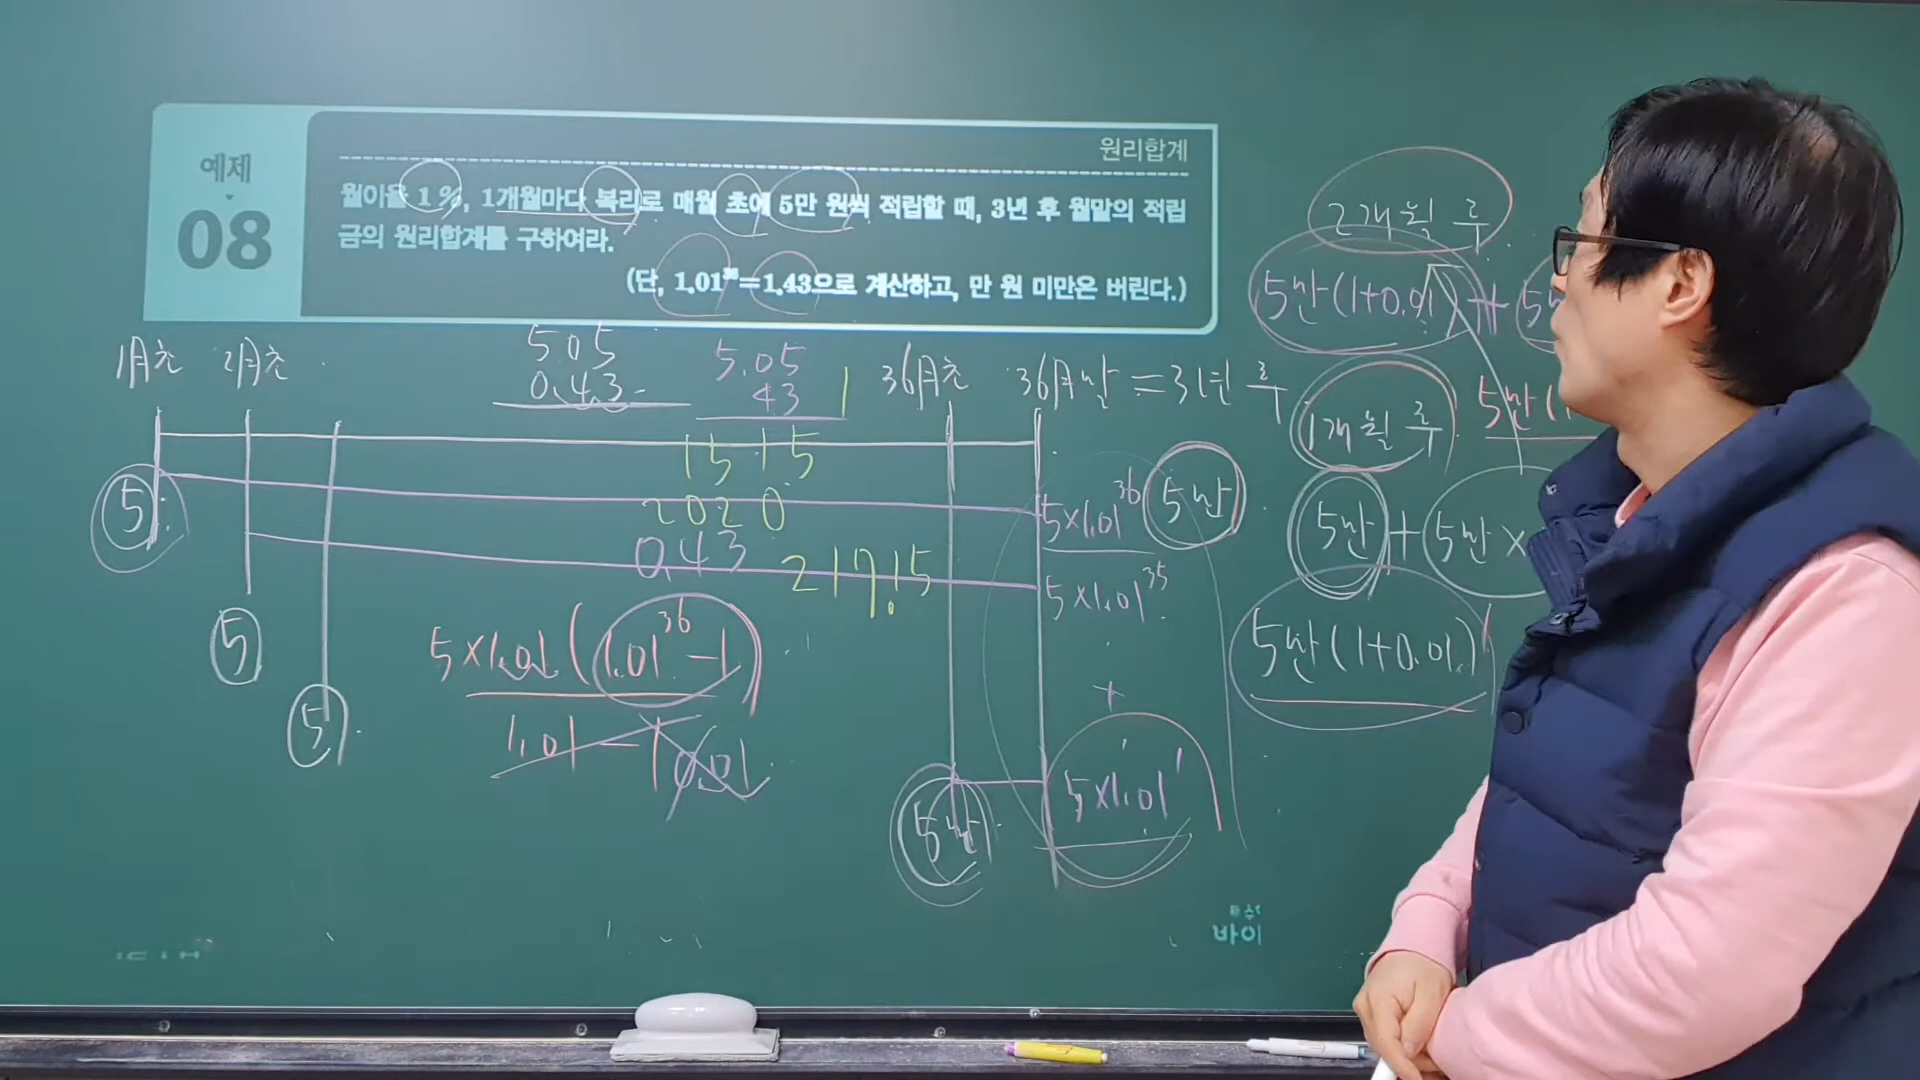 예제
08
원리합계
월이율 1%, 1개월마다 복리로 매월 초에 5만 원씩 적립할 때, 3년 후 월말의 적립
금의 원리합계를 구하여라.
(단, 1.01³⁶=1.43으로 계산하고, 만 원 미만은 버린다.)
1月초 2月초
505
0.43
5.05
43
1515
2020
0.43
217.15
36月초 36月말 = 3년 후
5
5
5
5만
5×1.01³⁶
5만
5×1.01³⁵
+
5×1.01¹
5×1.01(1.01³⁶-1)
1.01-1
0.01
2개월 후
5만(1+0.01)+
1개월 후
5만(1
5만+5만×
5만(1+0.01)¹
바이